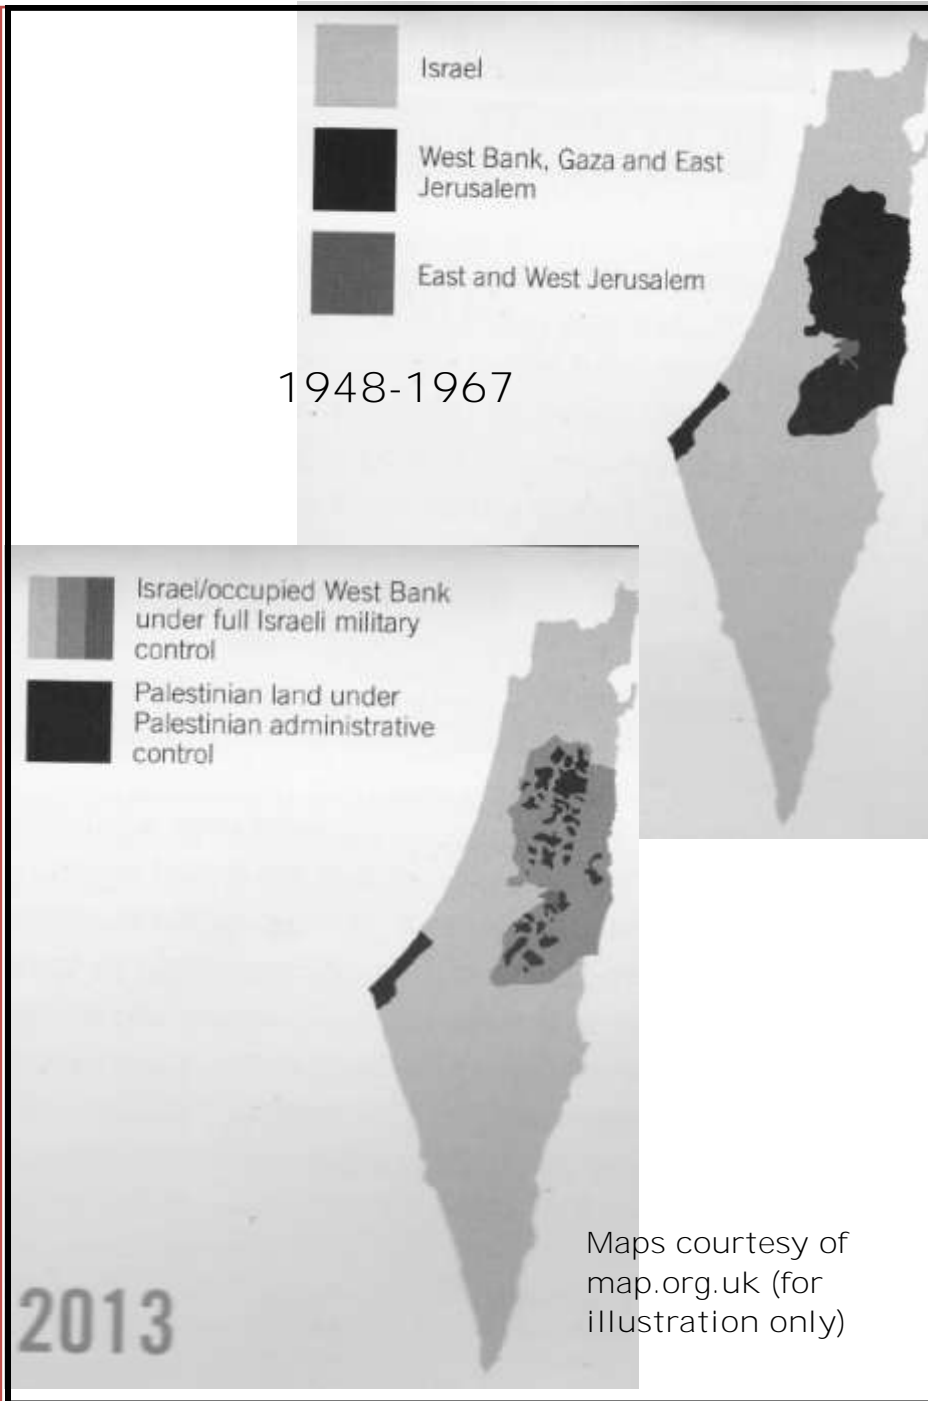 Israel
West Bank, Gaza and East
Jerusalem
East and West Jerusalem
1948-1967
Israel/occupied West Bank
under full Israeli military
control
Palestinian land under
Palestinian administrative
control
2013
Maps courtesy of
map.org.uk (for
illustration only)